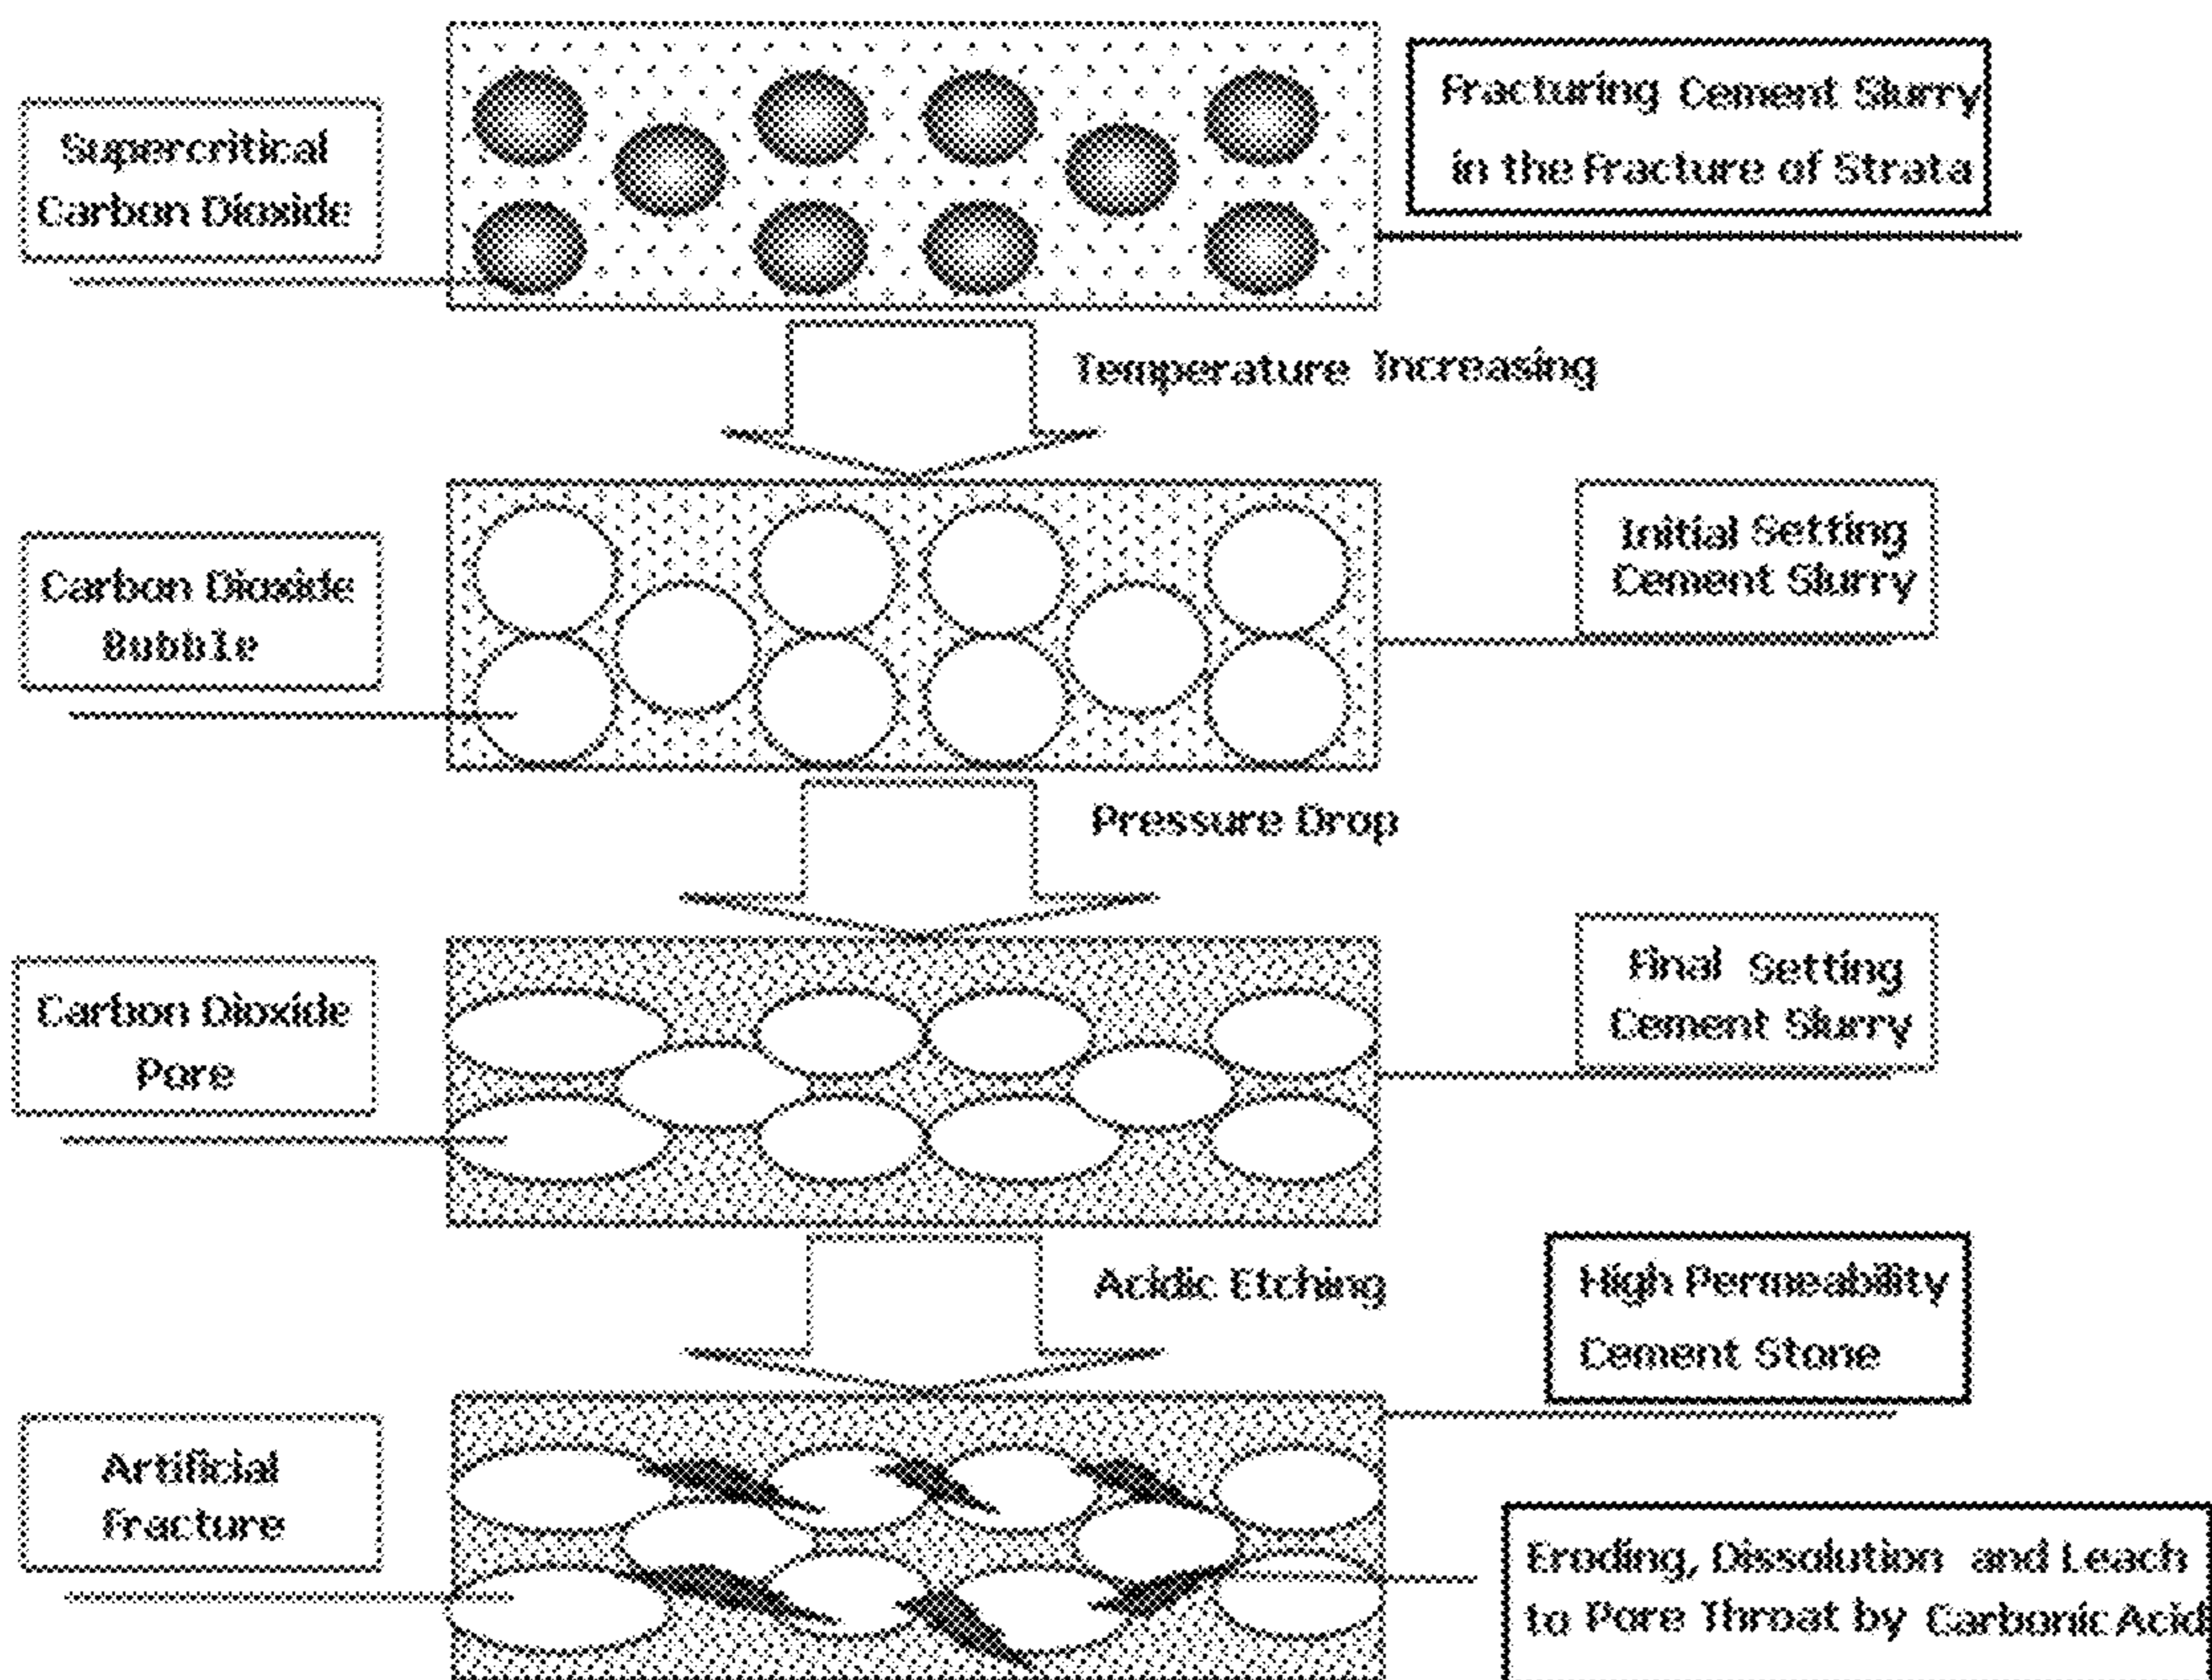 Supercritical
Carbon Dioxide
Fracturing Cement Slurry
in the Fracture of Strata
Temperature Increasing
Carbon Dioxide
Bubble
Initial Setting
Cement Slurry
Pressure Drop
Carbon Dioxide
Pore
Final Setting
Cement Slurry
Acidic Etching
High Permeability
Cement Stone
Artificial
Fracture
Eroding, Dissolution and Leach
to Pore Throat by Carbonic Acid